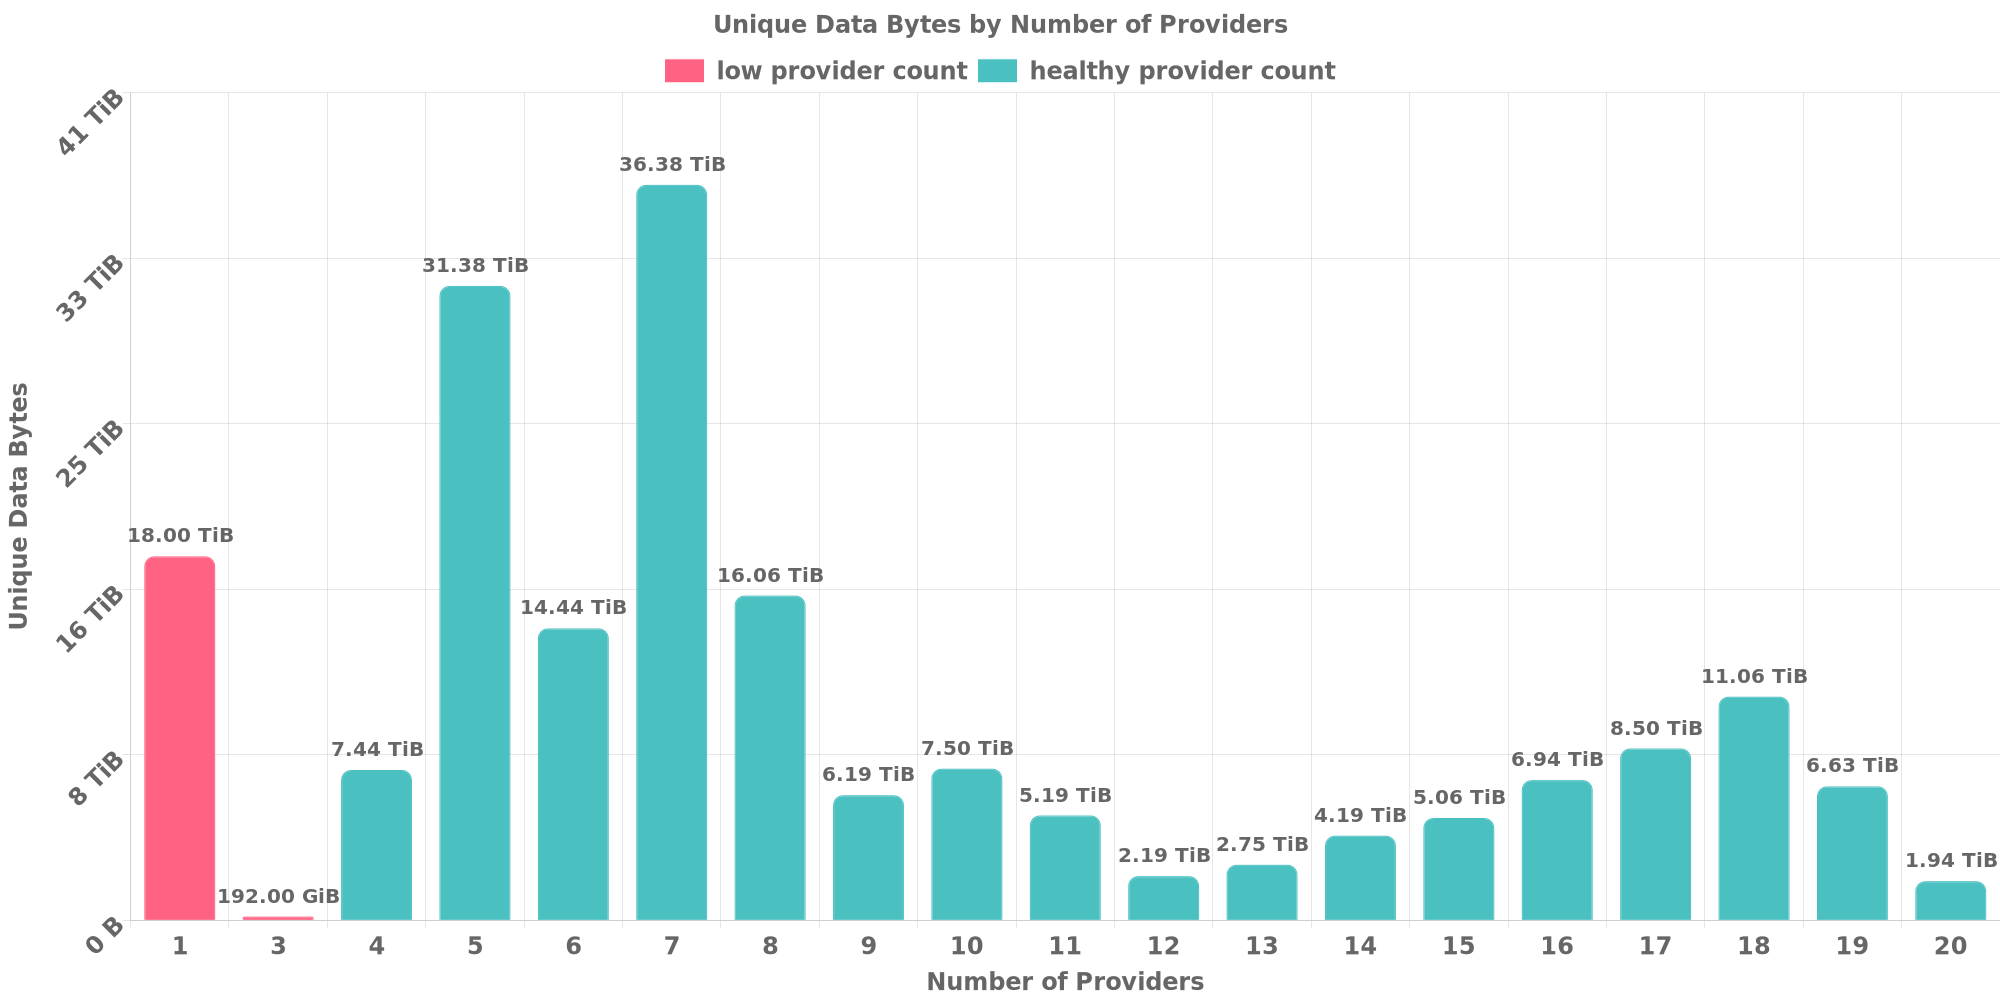 Unique Data Bytes by Number of Providers
low provider count healthy provider count
41 TiB
33 TiB
25 TiB
16 TiB
8 TiB
0 B
Unique Data Bytes
18.00 TiB
192.00 GiB
7.44 TiB
31.38 TiB
14.44 TiB
36.38 TiB
16.06 TiB
6.19 TiB
7.50 TiB
5.19 TiB
2.19 TiB
2.75 TiB
4.19 TiB
5.06 TiB
6.94 TiB
8.50 TiB
11.06 TiB
6.63 TiB
1.94 TiB
1 3 4 5 6 7 8 9 10 11 12 13 14 15 16 17 18 19 20
Number of Providers